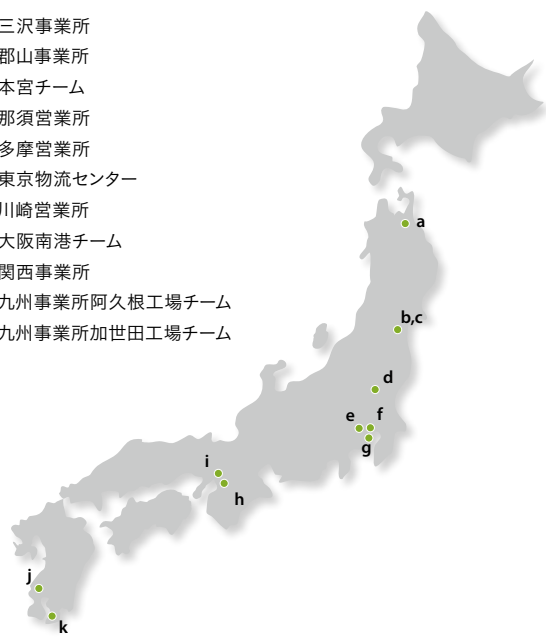 三沢事業所
郡山事業所
本宮チーム
那須営業所
多摩営業所
東京物流センター
川崎営業所
大阪南港チーム
関西事業所
九州事業所阿久根工場チーム
九州事業所加世田工場チーム
a
b,c
d
e
f
g
i
h
j
k